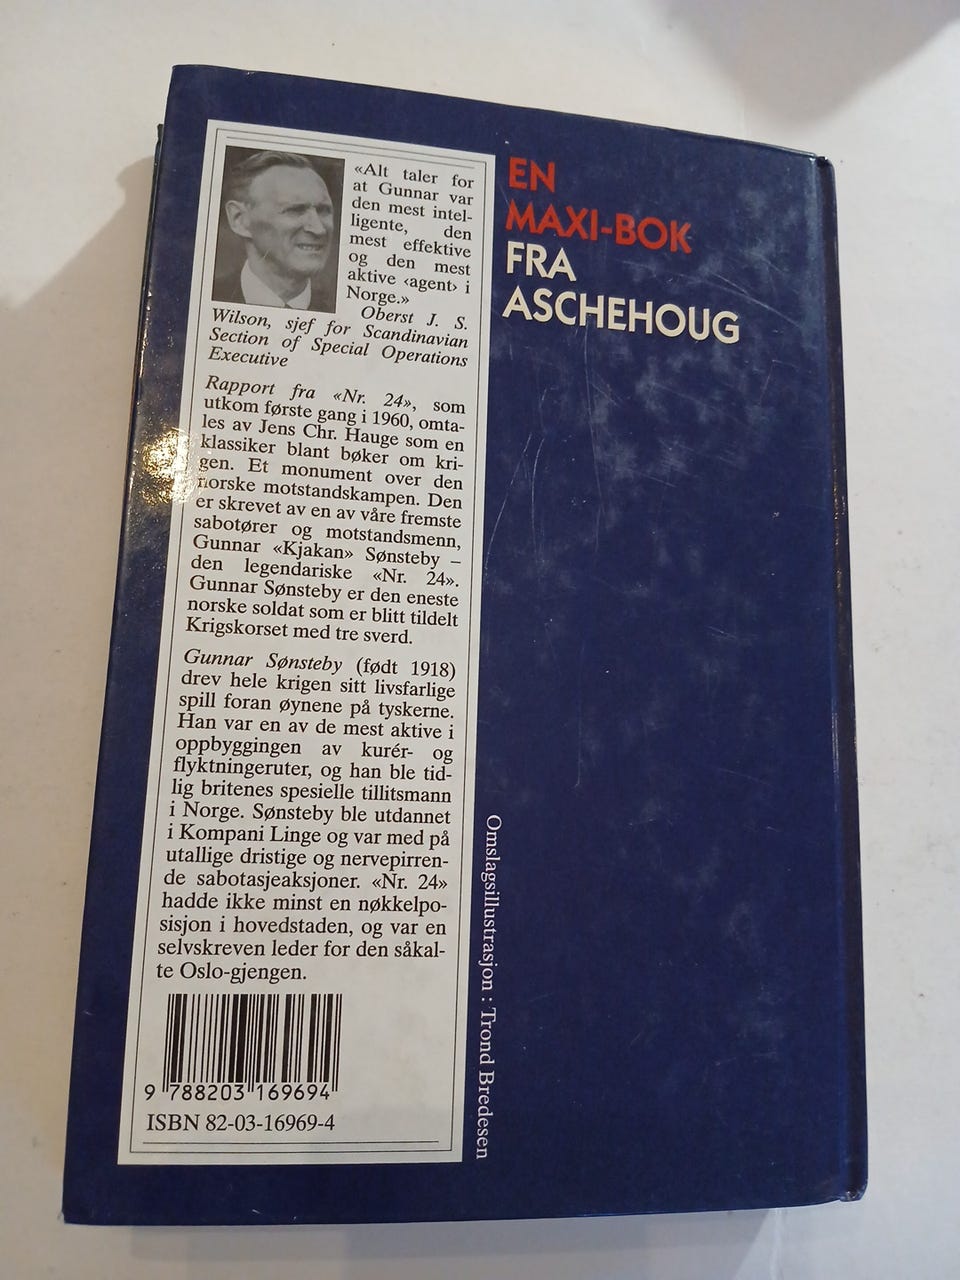 «Alt taler for
at Gunnar var
den mest intel-
ligente, den
mest effektive
og den mest
aktive ‹agent› i
Norge.»
Oberst J. S.
Wilson, sjef for Scandinavian
Section of Special Operations
Executive
Rapport fra «Nr. 24», som
utkom første gang i 1960, omta-
les av Jens Chr. Hauge som en
klassiker blant bøker om kri-
gen. Et monument over den
norske motstandskampen. Den
er skrevet av en av våre fremste
sabotører og motstandsmenn,
Gunnar «Kjakan» Sønsteby –
den legendariske «Nr. 24».
Gunnar Sønsteby er den eneste
norske soldat som er blitt tildelt
Krigskorset med tre sverd.
Gunnar Sønsteby (født 1918)
drev hele krigen sitt livsfarlige
spill foran øynene på tyskerne.
Han var en av de mest aktive i
oppbyggingen av kurér- og
flyktningeruter, og han ble tid-
lig britenes spesielle tillitsmann
i Norge. Sønsteby ble utdannet
i Kompani Linge og var med på
utallige dristige og nervepirren-
de sabotasjeaksjoner. «Nr. 24»
hadde ikke minst en nøkkelpo-
sisjon i hovedstaden, og var en
selvskreven leder for den såkal-
te Oslo-gjengen.
9 788203 169694
ISBN 82-03-16969-4
EN
MAXI-BOK
FRA
ASCHEHOUG
Omslagsillustrasjon : Trond Bredesen